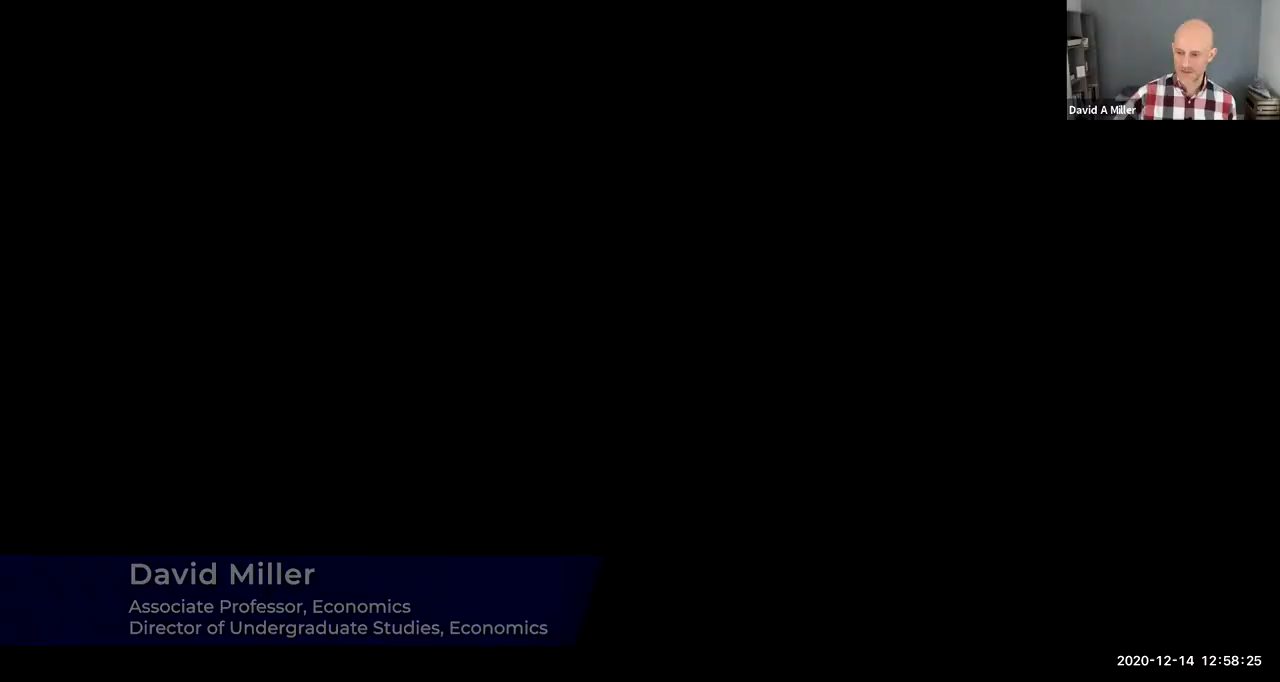 David A Miller
David Miller
Associate Professor, Economics
Director of Undergraduate Studies, Economics
2020-12-14 12:58:25